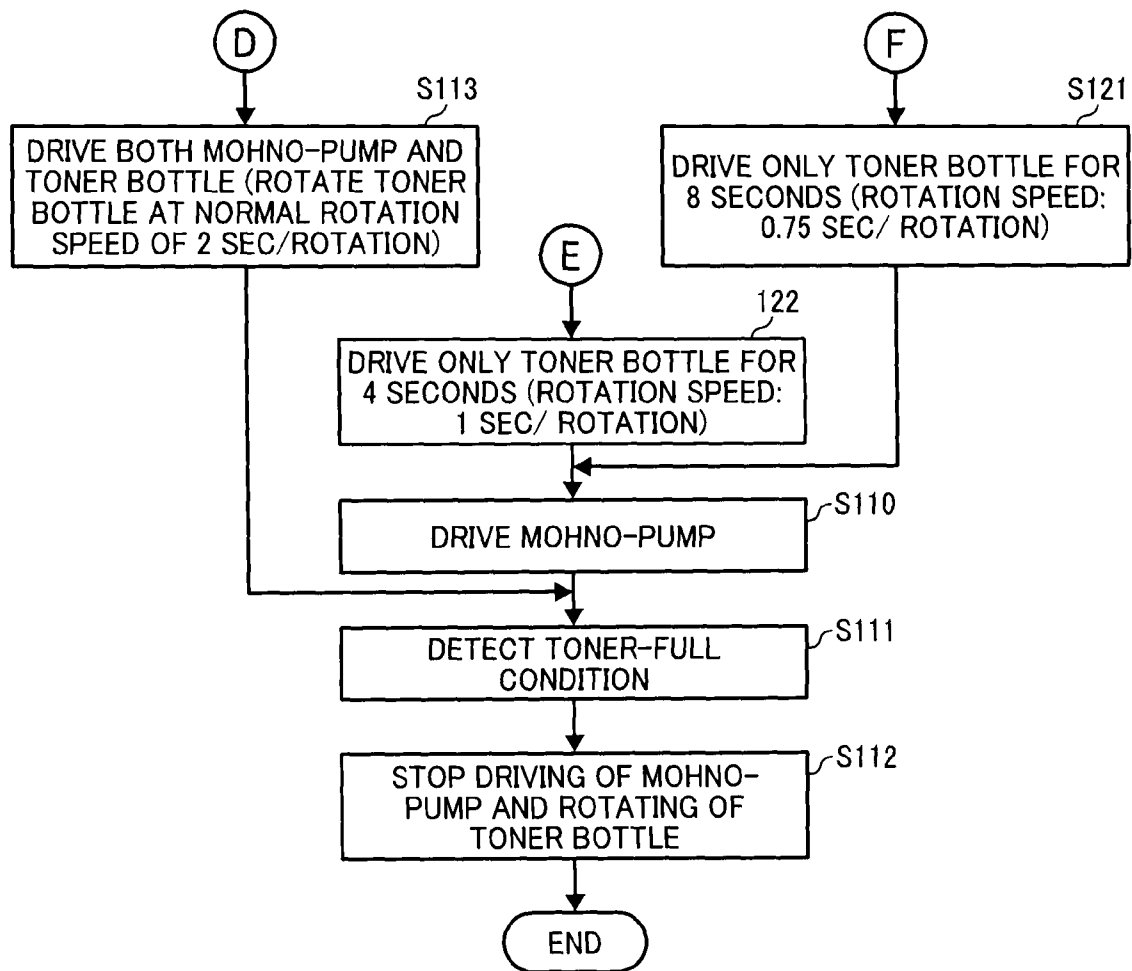 D
F
S113
DRIVE BOTH MOHNO-PUMP AND
TONER BOTTLE (ROTATE TONER
BOTTLE AT NORMAL ROTATION
SPEED OF 2 SEC/ROTATION)
S121
DRIVE ONLY TONER BOTTLE FOR
8 SECONDS (ROTATION SPEED:
0.75 SEC/ ROTATION)
E
122
DRIVE ONLY TONER BOTTLE FOR
4 SECONDS (ROTATION SPEED:
1 SEC/ ROTATION)
S110
DRIVE MOHNO-PUMP
S111
DETECT TONER-FULL
CONDITION
S112
STOP DRIVING OF MOHNO-
PUMP AND ROTATING OF
TONER BOTTLE
END